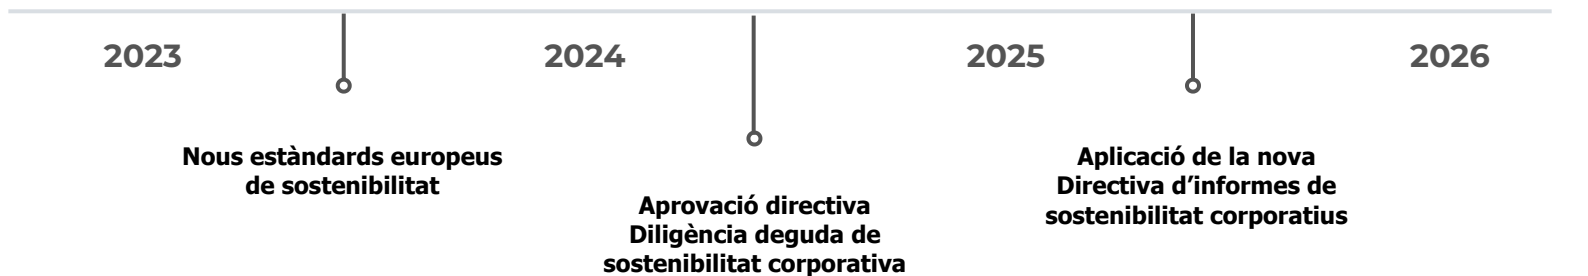 2023 2024 2025 2026
Nous estàndards europeus
de sostenibilitat
Aprovació directiva
Diligència deguda de
sostenibilitat corporativa
Aplicació de la nova
Directiva d’informes de
sostenibilitat corporatius